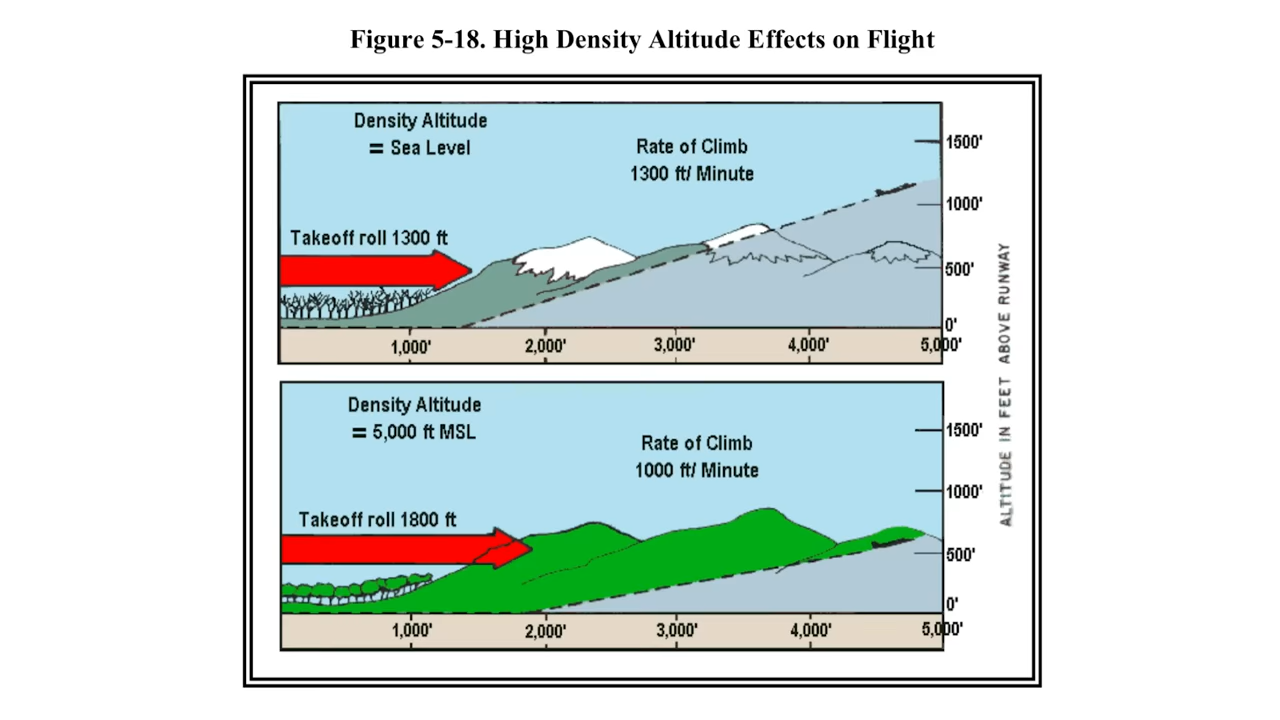 Figure 5-18. High Density Altitude Effects on Flight
Density Altitude
= Sea Level
Rate of Climb
1300 ft/ Minute
Takeoff roll 1300 ft
1500'
1000'
500'
0'
1,000'
2,000'
3,000'
4,000'
5,000'
Density Altitude
= 5,000 ft MSL
Rate of Climb
1000 ft/ Minute
Takeoff roll 1800 ft
1500'
1000'
500'
0'
1,000'
2,000'
3,000'
4,000'
5,000'
ALTITUDE IN FEET ABOVE RUNWAY